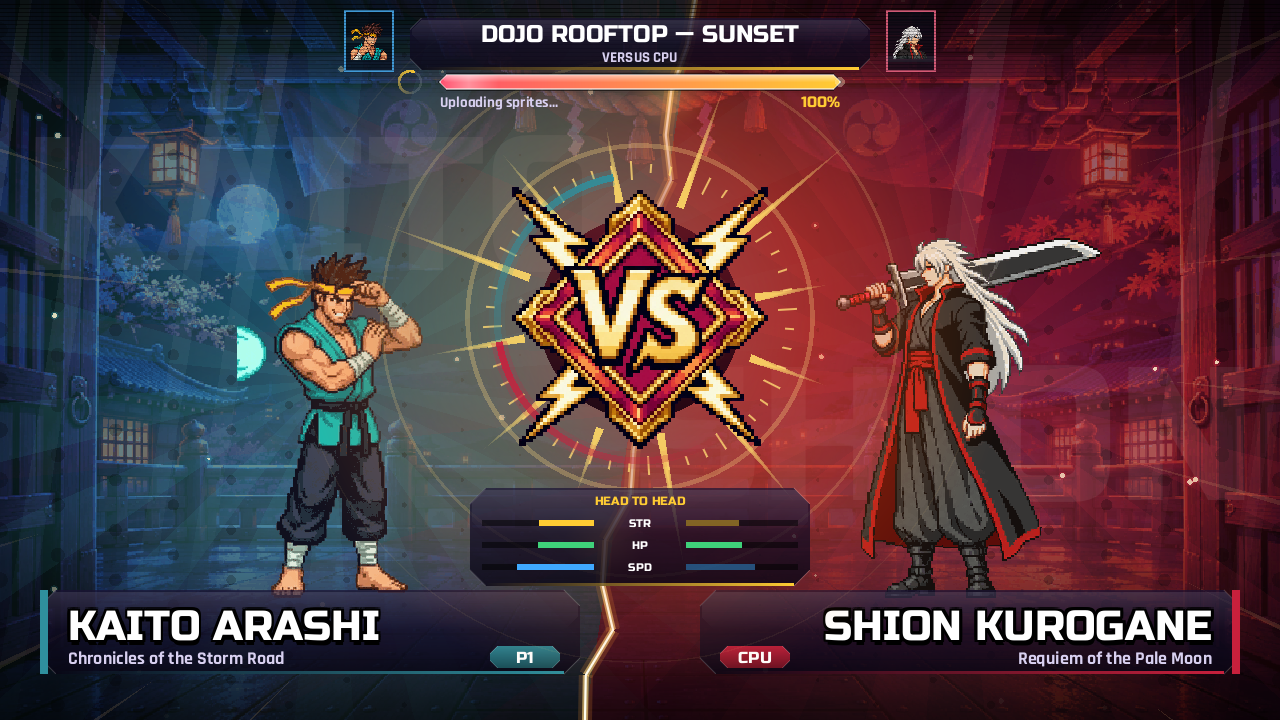 DOJO ROOFTOP — SUNSET
VERSUS CPU
Uploading sprites...
100%
VS
HEAD TO HEAD
STR
HP
SPD
KAITO ARASHI
Chronicles of the Storm Road
P1
SHION KUROGANE
CPU
Requiem of the Pale Moon